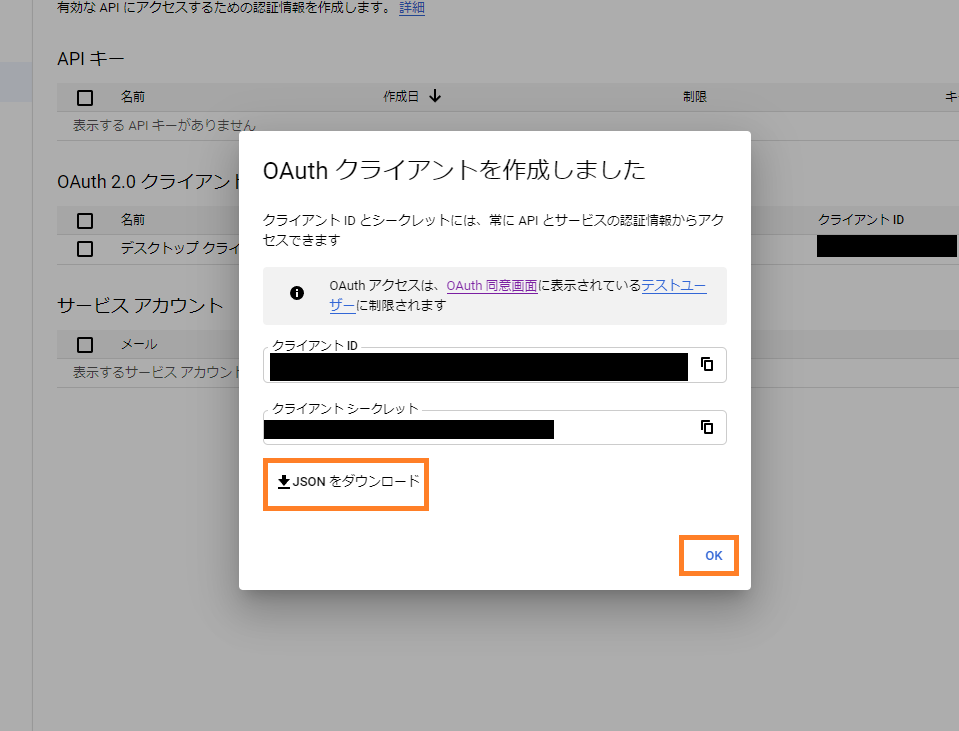 有効な API にアクセスするための認証情報を作成します。 詳細
API キー
名前 作成日 制限 キ
表示する API キーがありません
OAuth クライアントを作成しました
OAuth 2.0 クライアント
クライアント ID とシークレットには、常に API とサービスの認証情報からアク
セスできます
名前 クライアント ID
デスクトップ クライ
OAuth アクセスは、OAuth 同意画面に表示されているテストユー
ザーに制限されます
サービス アカウント
メール
表示するサービス アカウント
クライアント ID
クライアント シークレット
JSON をダウンロード
OK